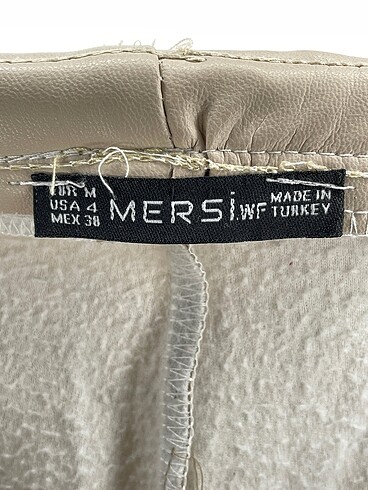 EUR M
USA 4
MEX 38
MERSİ.WF
MADE IN
TURKEY